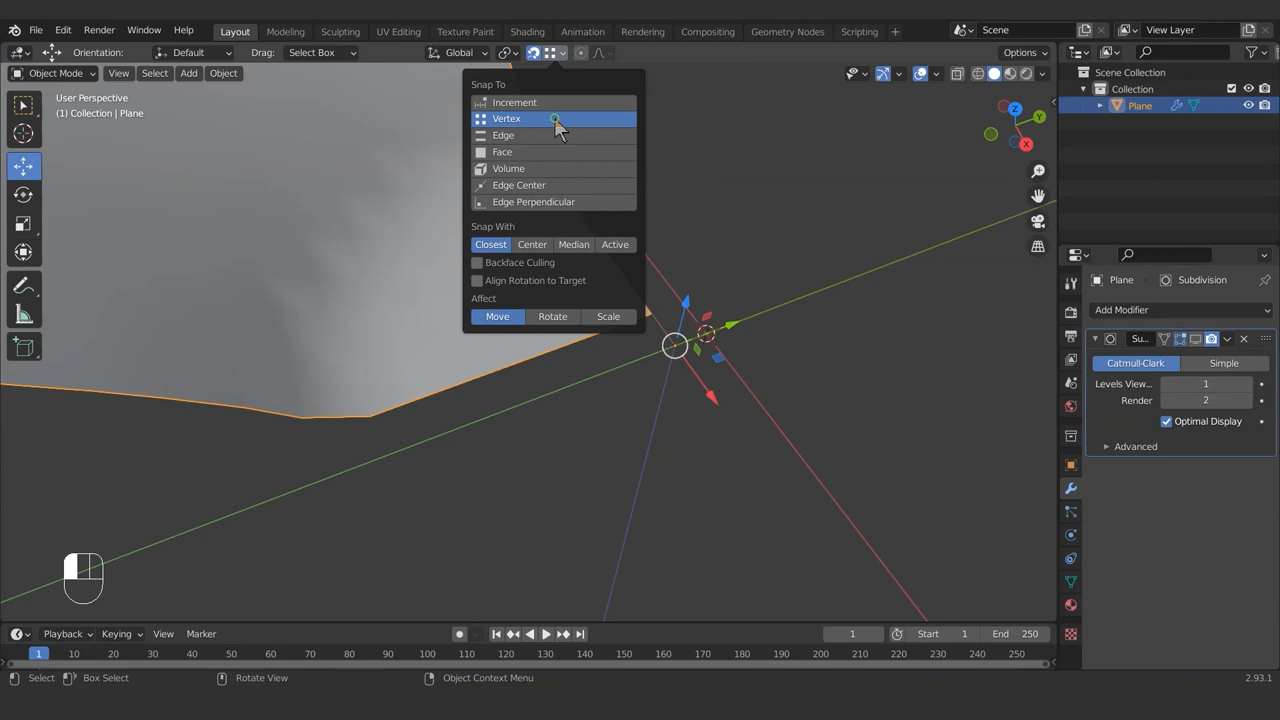 File Edit Render Window Help Layout Modeling Sculpting UV Editing Texture Paint Shading Animation Rendering Compositing Geometry Nodes Scripting Scene View Layer
Orientation: Default Drag: Select Box Global Options
Object Mode View Select Add Object
User Perspective
(1) Collection | Plane
Snap To
Increment
Vertex
Edge
Face
Volume
Edge Center
Edge Perpendicular
Snap With
Closest Center Median Active
Backface Culling
Align Rotation to Target
Affect
Move Rotate Scale
Z
Y
X
Scene Collection
Collection
Plane
Plane Subdivision
Add Modifier
Su...
Catmull-Clark Simple
Levels View... 1
Render 2
Optimal Display
Advanced
Playback Keying View Marker 1 Start 1 End 250
1 10 20 30 40 50 60 70 80 90 100 110 120 130 140 150 160 170 180 190 200 210 220 230 240 250
Select Box Select Rotate View Object Context Menu 2.93.1